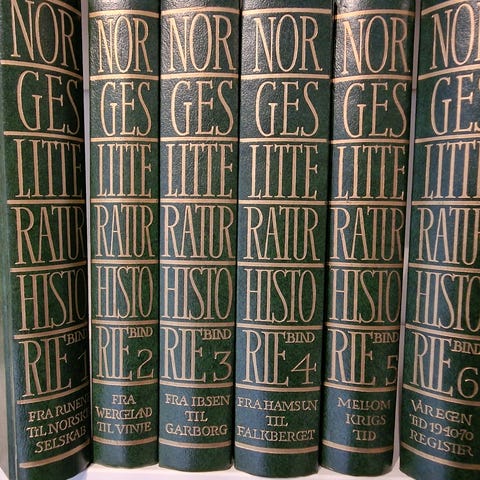 NOR
GES
LITTE
RATUR
HISTO
BIND
RIE 1
FRA RUNENE
TIL NORSKE
SELSKAB
NOR
GES
LITTE
RATUR
HISTO
BIND
RIE 2
FRA
WERGELAND
TIL VINJE
NOR
GES
LITTE
RATUR
HISTO
BIND
RIE 3
FRA IBSEN
TIL
GARBORG
NOR
GES
LITTE
RATUR
HISTO
BIND
RIE 4
FRA HAMSUN
TIL
FALKBERGET
NOR
GES
LITTE
RATUR
HISTO
BIND
RIE 5
MELLOM
KRIGS
TID
NOR
GES
LITTE
RATUR
HISTO
BIND
RIE 6
VÅR EGEN
TID 1940-70
REGISTER